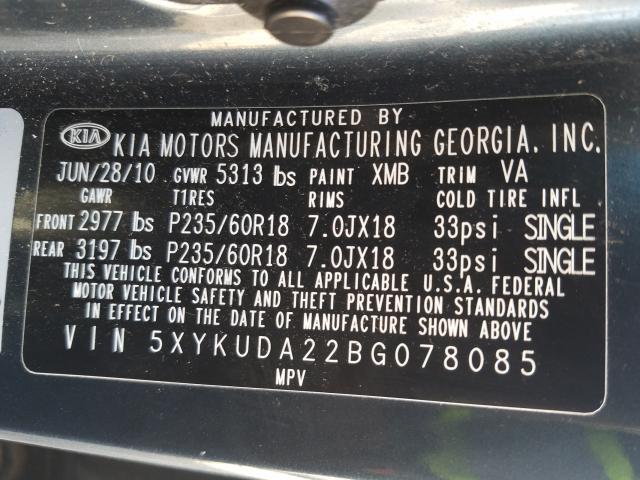 MANUFACTURED BY
KIA KIA MOTORS MANUFACTURING GEORGIA, INC.
JUN/28/10 GVWR 5313 lbs PAINT XMB TRIM VA
GAWR TIRES RIMS COLD TIRE INFL
FRONT 2977 lbs P235/60R18 7.0JX18 33psi SINGLE
REAR 3197 lbs P235/60R18 7.0JX18 33psi SINGLE
THIS VEHICLE CONFORMS TO ALL APPLICABLE U.S.A. FEDERAL
MOTOR VEHICLE SAFETY AND THEFT PREVENTION STANDARDS
IN EFFECT ON THE DATE OF MANUFACTURE SHOWN ABOVE
VIN 5XYKUDA22BG078085
MPV